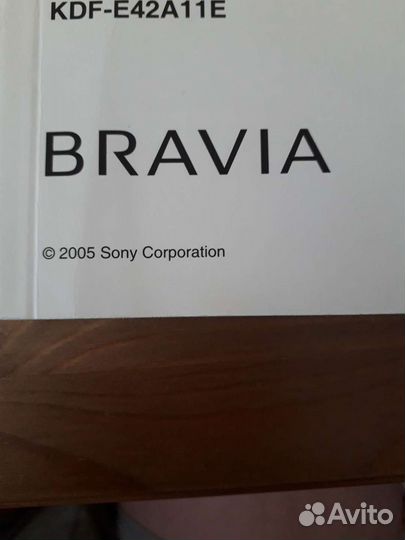 KDF-E42A11E
BRAVIA
© 2005 Sony Corporation
Avito